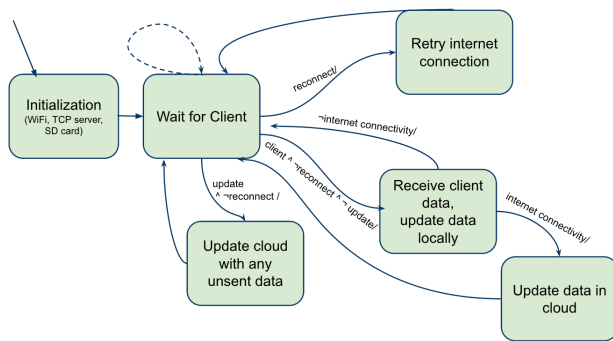 Retry internet
connection
reconnect/
Initialization
(WiFi, TCP server,
SD card)
Wait for Client
¬internet connectivity/
client ^ ¬reconnect ^ ¬ update/
update
^ ¬reconnect /
Receive client
data,
update data
locally
internet connectivity/
Update cloud
with any
unsent data
Update data in
cloud